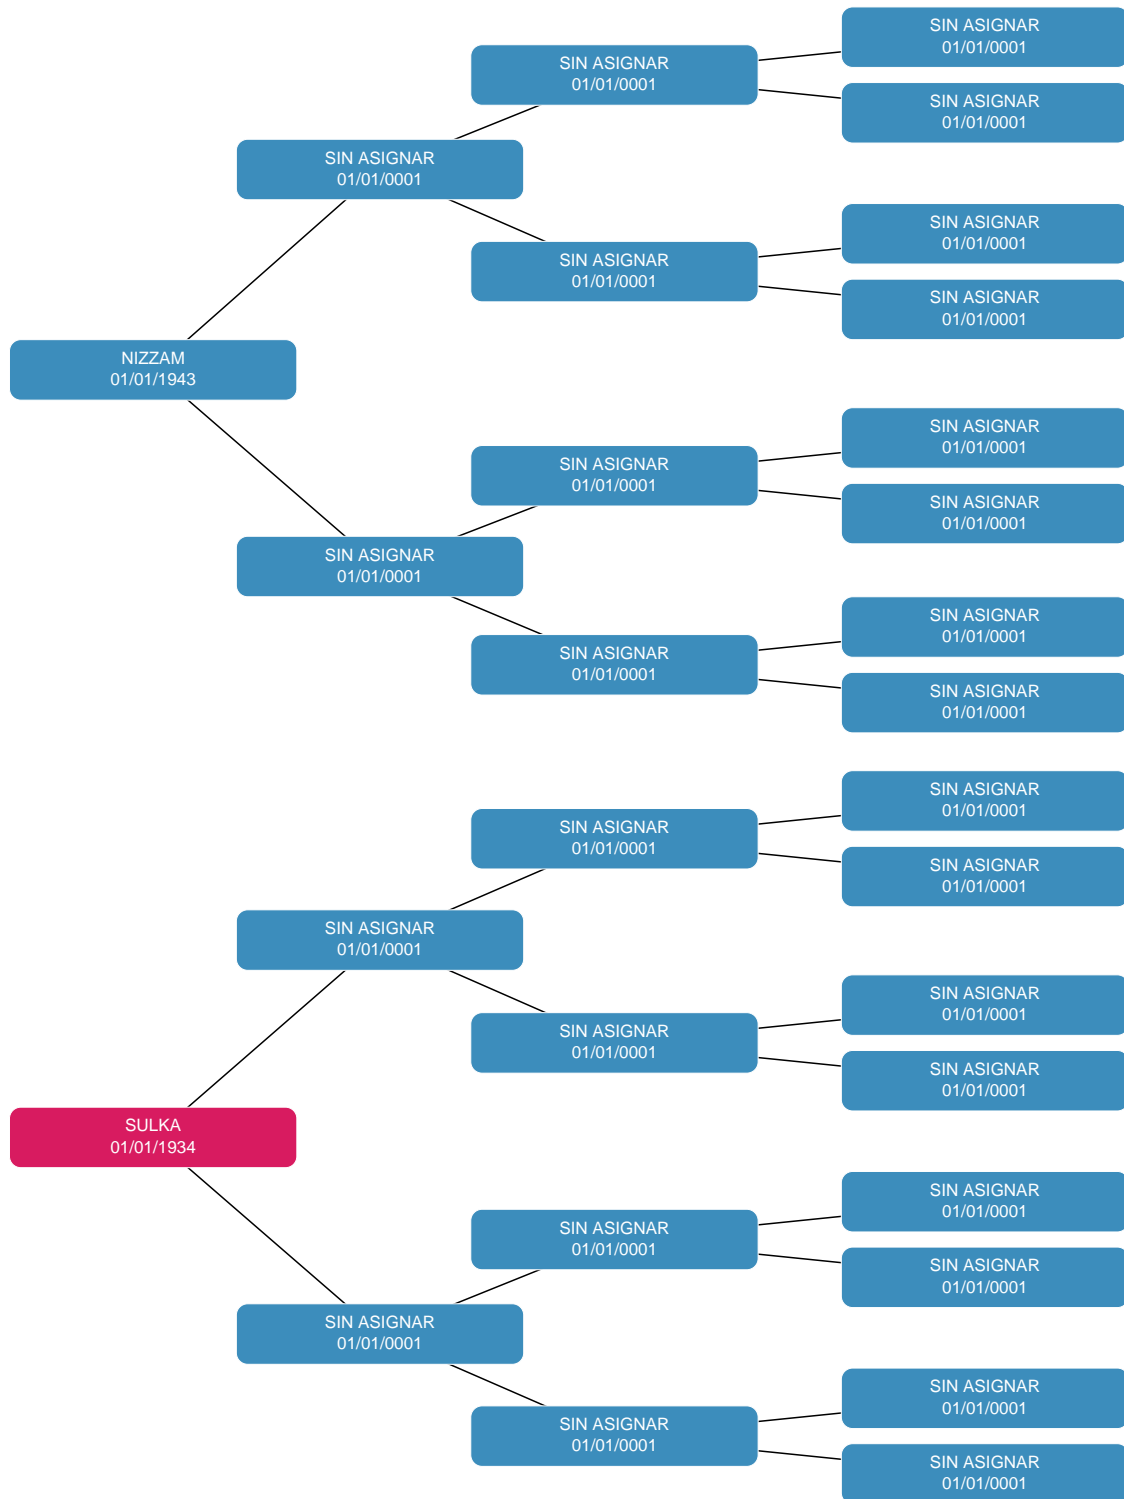 SIN ASIGNAR
01/01/0001
SIN ASIGNAR
01/01/0001
SIN ASIGNAR
01/01/0001
SIN ASIGNAR
01/01/0001
SIN ASIGNAR
01/01/0001
SIN ASIGNAR
01/01/0001
SIN ASIGNAR
01/01/0001
NIZZAM
01/01/1943
SIN ASIGNAR
01/01/0001
SIN ASIGNAR
01/01/0001
SIN ASIGNAR
01/01/0001
SIN ASIGNAR
01/01/0001
SIN ASIGNAR
01/01/0001
SIN ASIGNAR
01/01/0001
SIN ASIGNAR
01/01/0001
SIN ASIGNAR
01/01/0001
SIN ASIGNAR
01/01/0001
SIN ASIGNAR
01/01/0001
SIN ASIGNAR
01/01/0001
SIN ASIGNAR
01/01/0001
SIN ASIGNAR
01/01/0001
SIN ASIGNAR
01/01/0001
SULKA
01/01/1934
SIN ASIGNAR
01/01/0001
SIN ASIGNAR
01/01/0001
SIN ASIGNAR
01/01/0001
SIN ASIGNAR
01/01/0001
SIN ASIGNAR
01/01/0001
SIN ASIGNAR
01/01/0001
SIN ASIGNAR
01/01/0001